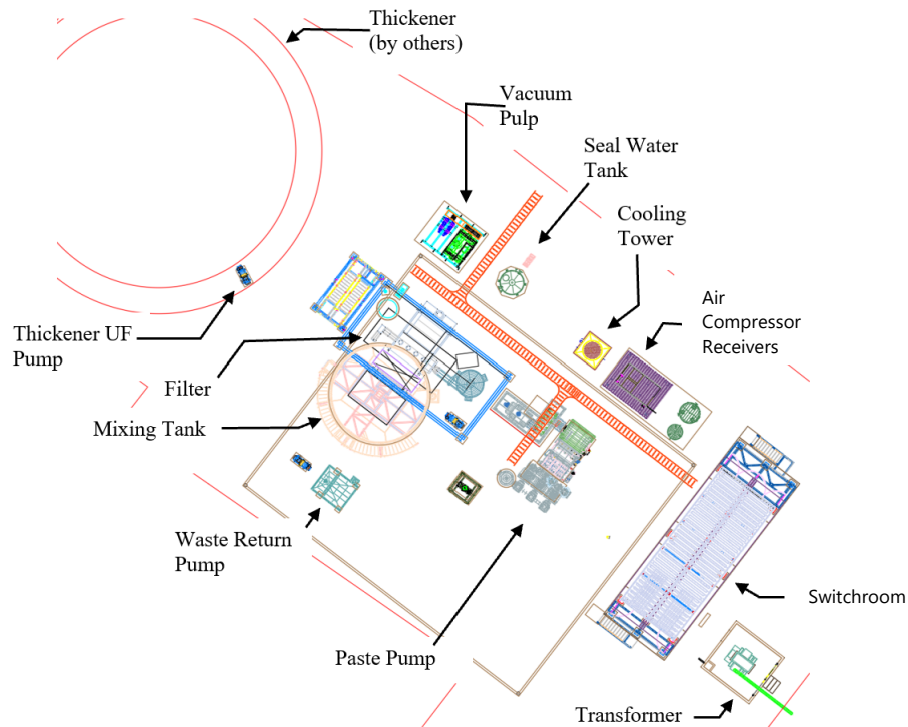 Thickener
(by others)
Vacuum
Pulp
Seal Water
Tank
Cooling
Tower
Air
Compressor
Receivers
Thickener UF
Pump
Filter
Mixing Tank
Waste Return
Pump
Paste Pump
Switchroom
Transformer